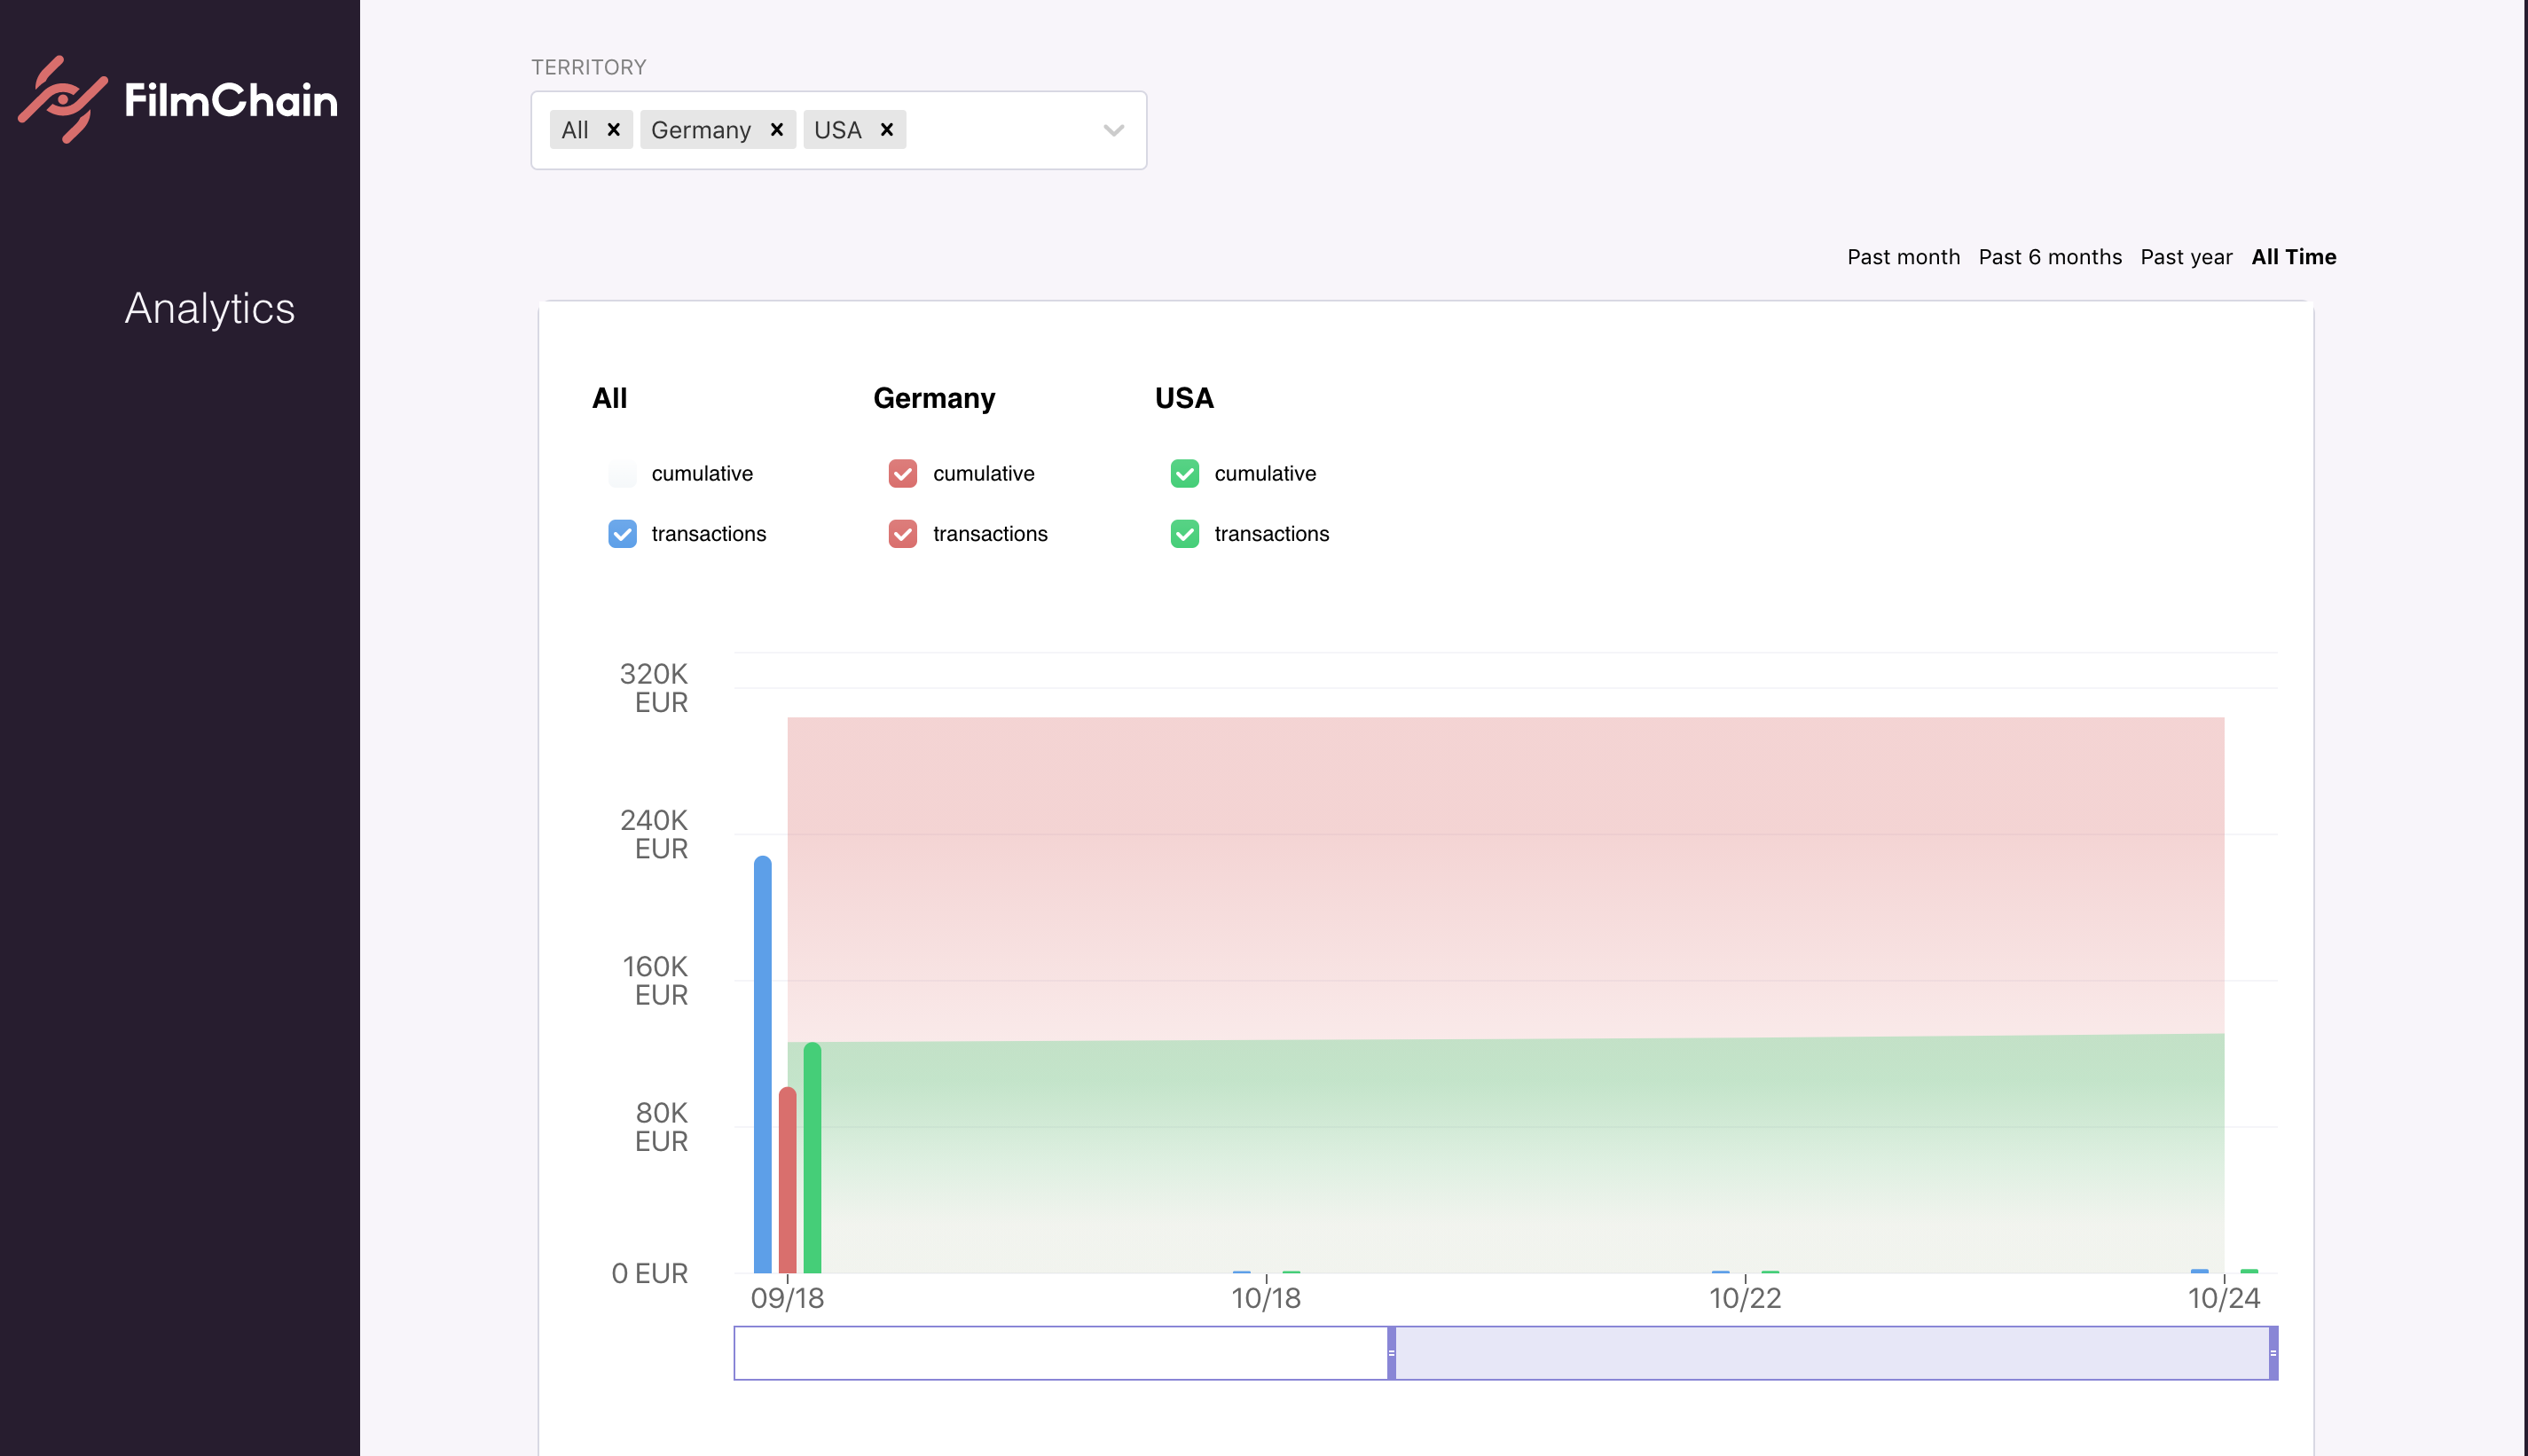 FilmChain
Analytics
TERRITORY
All × Germany × USA ×
Past month Past 6 months Past year All Time
All Germany USA
cumulative cumulative cumulative
transactions transactions transactions
320K
EUR
240K
EUR
160K
EUR
80K
EUR
0 EUR
09/18 10/18 10/22 10/24